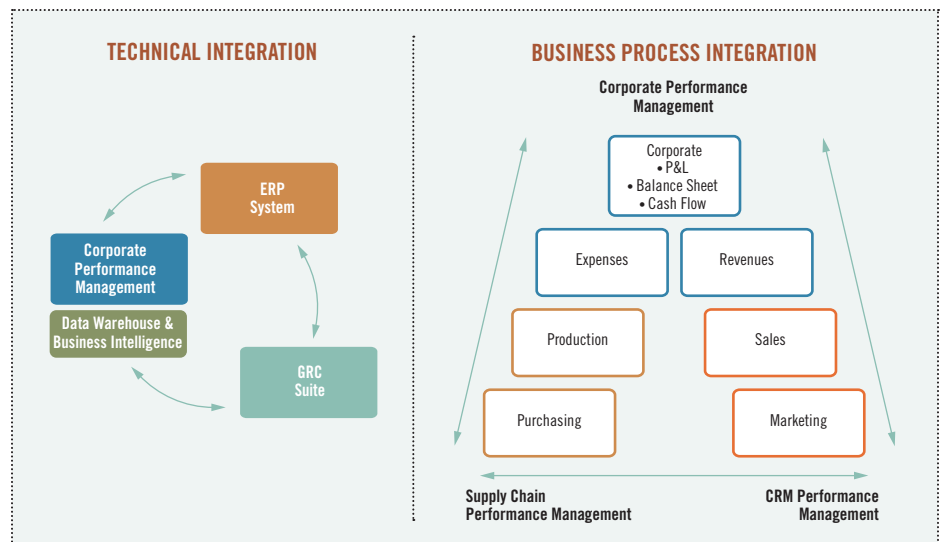 TECHNICAL INTEGRATION
ERP
System
Corporate
Performance
Management
Data Warehouse &
Business Intelligence
GRC
Suite
BUSINESS PROCESS INTEGRATION
Corporate Performance
Management
Corporate
• P&L
• Balance Sheet
• Cash Flow
Expenses
Revenues
Production
Sales
Purchasing
Marketing
Supply Chain
Performance Management
CRM Performance
Management